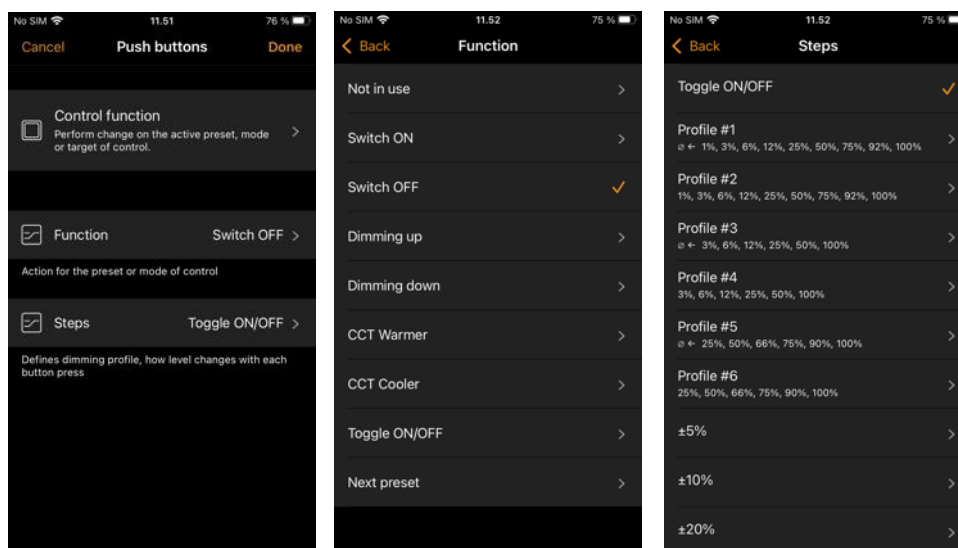 No SIM 11.51 76 %
Cancel Push buttons Done
Control function
Perform change on the active preset, mode
or target of control.
Function Switch OFF
Action for the preset or mode of control
Steps Toggle ON/OFF
Defines dimming profile, how level changes with each
button press
No SIM 11.52 75 %
Back Function
Not in use
Switch ON
Switch OFF
Dimming up
Dimming down
CCT Warmer
CCT Cooler
Toggle ON/OFF
Next preset
No SIM 11.52 75 %
Back Steps
Toggle ON/OFF
Profile #1
⌀ ← 1%, 3%, 6%, 12%, 25%, 50%, 75%, 92%, 100%
Profile #2
1%, 3%, 6%, 12%, 25%, 50%, 75%, 92%, 100%
Profile #3
⌀ ← 3%, 6%, 12%, 25%, 50%, 100%
Profile #4
3%, 6%, 12%, 25%, 50%, 100%
Profile #5
⌀ ← 25%, 50%, 66%, 75%, 90%, 100%
Profile #6
25%, 50%, 66%, 75%, 90%, 100%
±5%
±10%
±20%